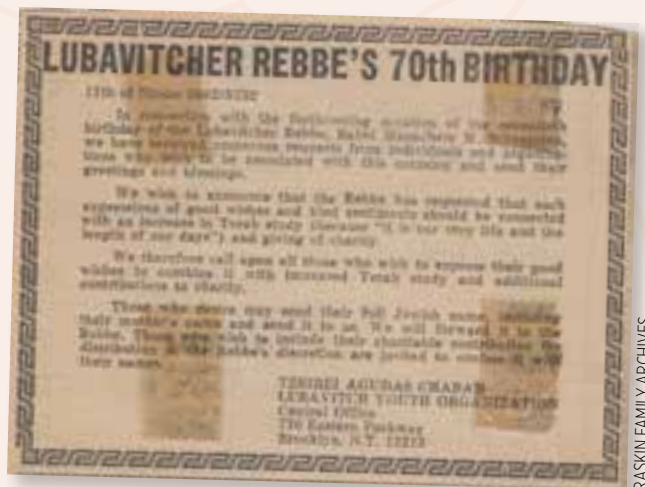 LUBAVITCHER REBBE'S 70th BIRTHDAY
11th of Nissan
In connection with the forthcoming occasion of our
birthday of the Lubavitcher Rebbe, Rabbi Menachem M.
we have received numerous requests from individuals and
tions who wish to be associated with this occasion and send their
greetings and blessings.
We wish to announce that the Rebbe has requested that such
expressions of good wishes and kind sentiments should be connected
with an increase in Torah study (because "it is our very life and the
length of our days") and giving of charity.
We therefore call upon all those who wish to express their good
wishes to combine it with increased Torah study and additional
contributions to charity.
Those who desire may send their full Jewish name, including
their mother's name and send it to us. We will forward it to the
Rebbe. Those who wish to include their charitable contribution for
distribution at the Rebbe's discretion are invited to enclose it with
their names.
TZEIREI AGUDAS CHABAD
LUBAVITCH YOUTH ORGANIZATION
Central Office
770 Eastern Parkway
Brooklyn, N.Y. 11213
RASKIN FAMILY ARCHIVES